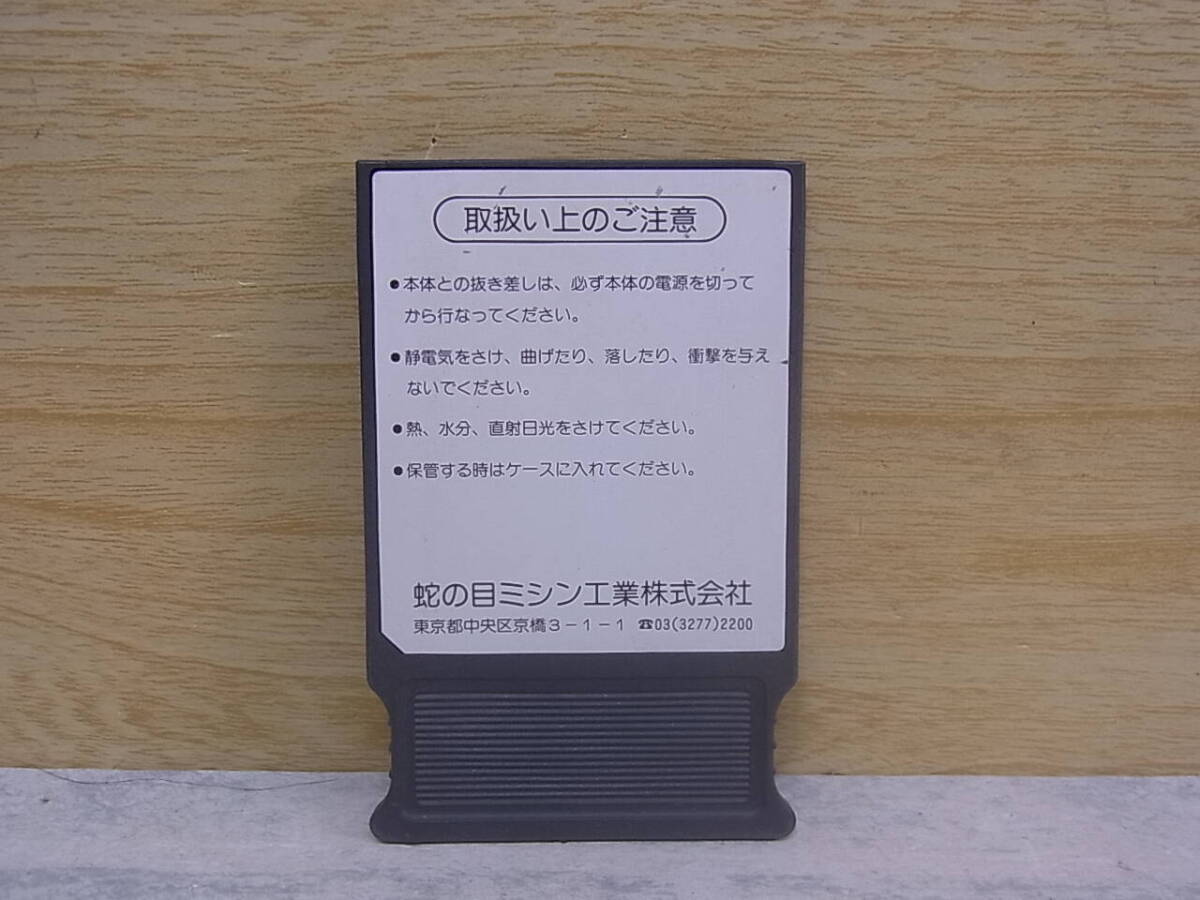 取扱い上のご注意
●本体との抜き差しは、必ず本体の電源を切って
から行なってください。
●静電気をさけ、曲げたり、落したり、衝撃を与え
ないでください。
●熱、水分、直射日光をさけてください。
●保管する時はケースに入れてください。
蛇の目ミシン工業株式会社
東京都中央区京橋3-1-1 ☎03(3277)2200